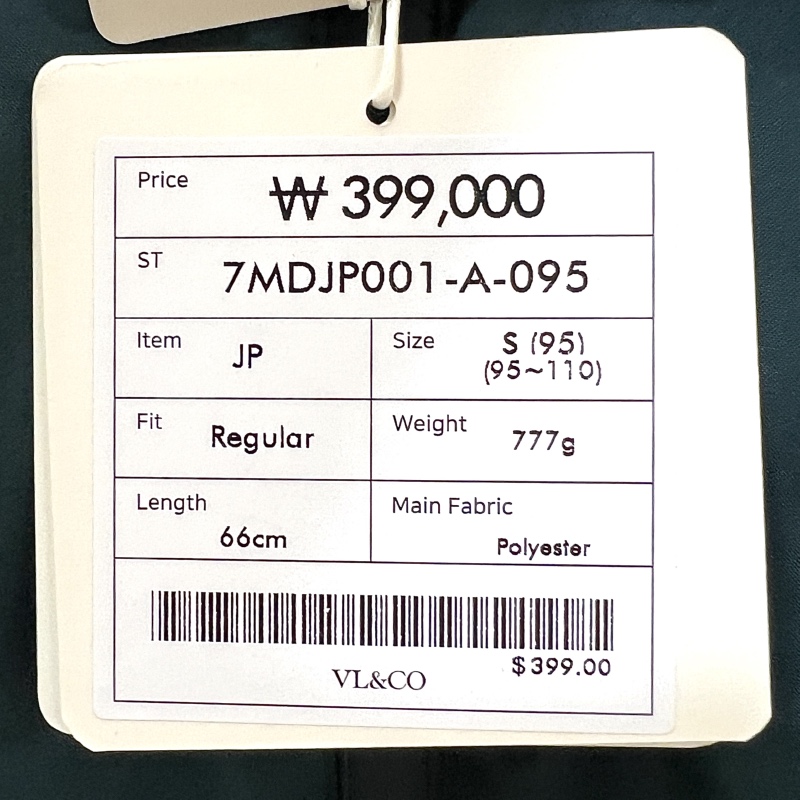 Price ₩ 399,000
ST 7MDJP001-A-095
Item JP Size S (95)
(95~110)
Fit Regular Weight 777g
Length 66cm Main Fabric Polyester
$399.00
VL&CO